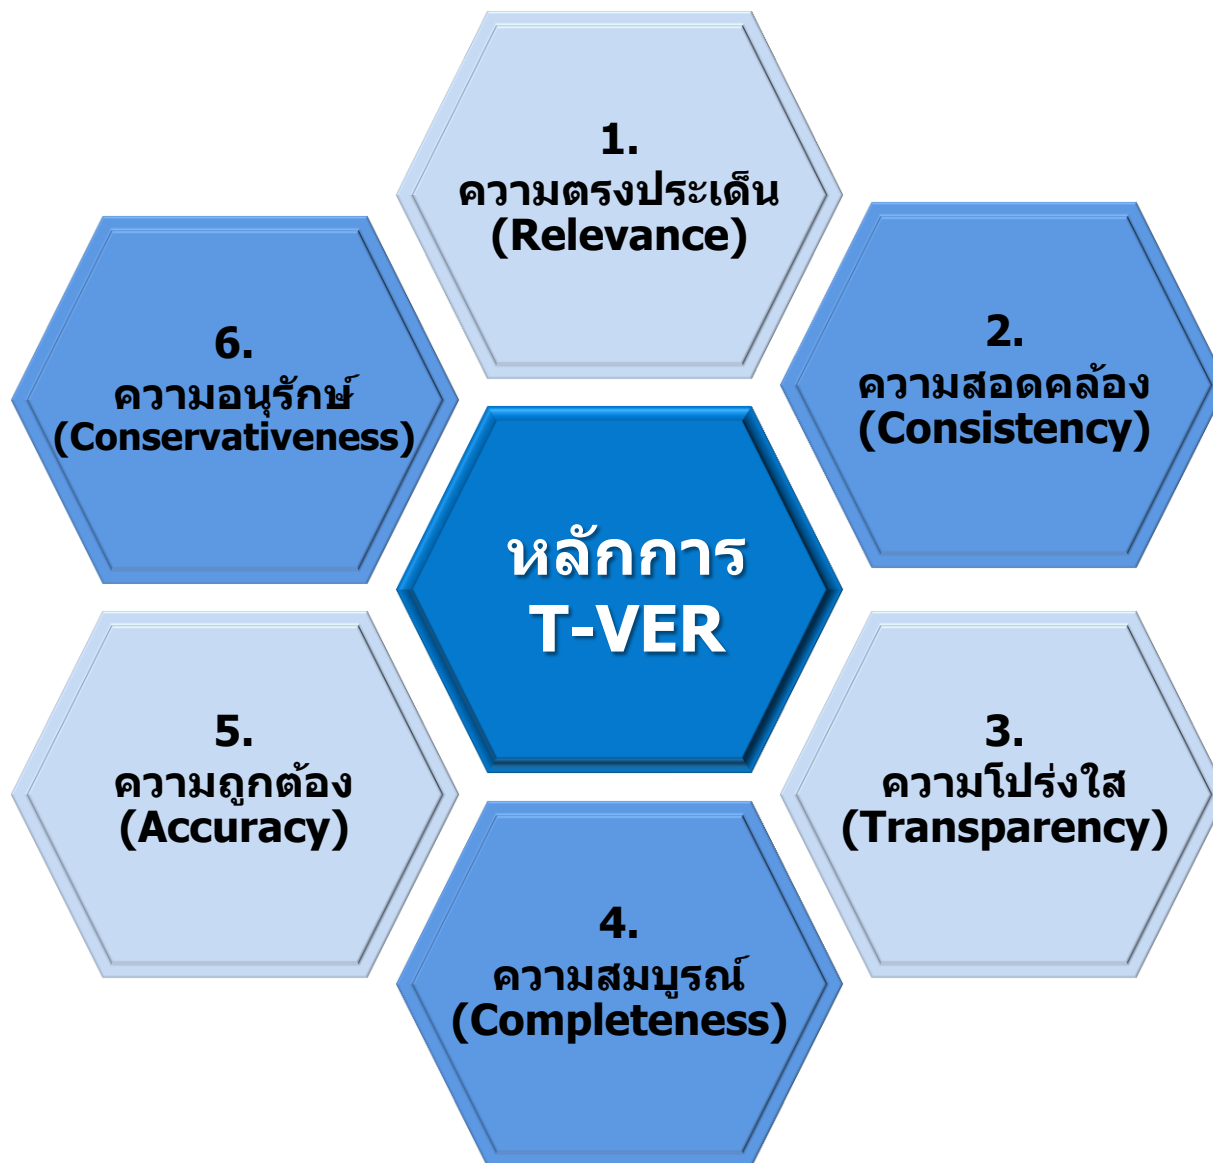 1.
ความตรงประเด็น
(Relevance)
2.
ความสอดคล้อง
(Consistency)
3.
ความโปร่งใส
(Transparency)
4.
ความสมบูรณ์
(Completeness)
5.
ความถูกต้อง
(Accuracy)
6.
ความอนุรักษ์
(Conservativeness)
หลักการ
T-VER